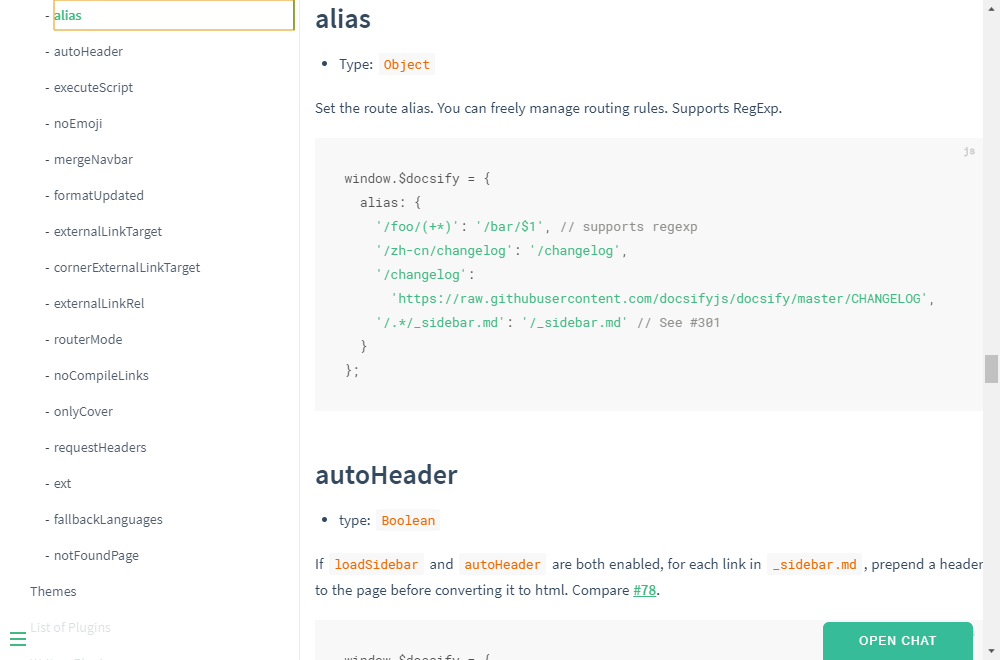 - alias
- autoHeader
- executeScript
- noEmoji
- mergeNavbar
- formatUpdated
- externalLinkTarget
- cornerExternalLinkTarget
- externalLinkRel
- routerMode
- noCompileLinks
- onlyCover
- requestHeaders
- ext
- fallbackLanguages
- notFoundPage
Themes
List of Plugins
alias
• Type: Object
Set the route alias. You can freely manage routing rules. Supports RegExp.
js
window.$docsify = {
  alias: {
    '/foo/(+*)': '/bar/$1', // supports regexp
    '/zh-cn/changelog': '/changelog',
    '/changelog':
      'https://raw.githubusercontent.com/docsifyjs/docsify/master/CHANGELOG',
    '/.*/_sidebar.md': '/_sidebar.md' // See #301
  }
};
autoHeader
• type: Boolean
If loadSidebar and autoHeader are both enabled, for each link in _sidebar.md , prepend a header
to the page before converting it to html. Compare #78.
window.$docsify = {
OPEN CHAT